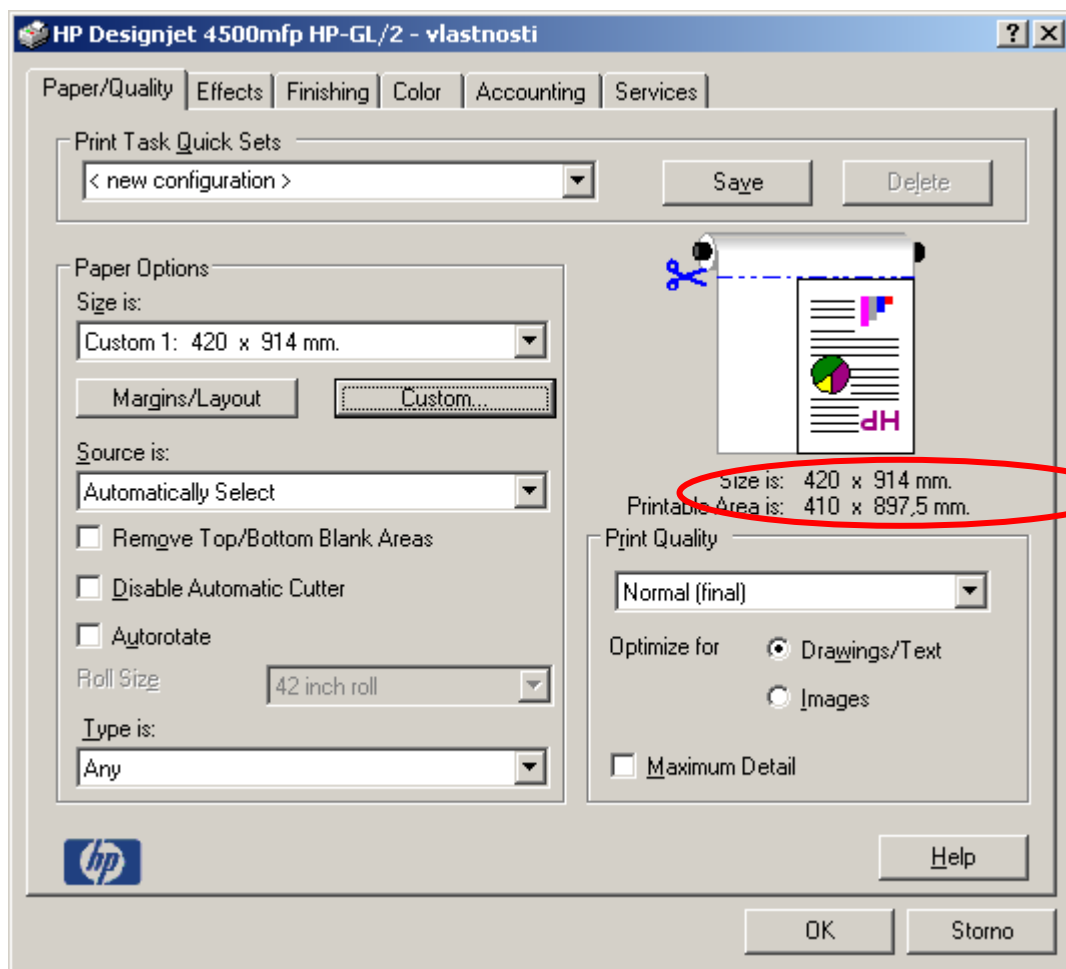 HP Designjet 4500mfp HP-GL/2 - vlastnosti
Paper/Quality Effects Finishing Color Accounting Services
Print Task Quick Sets
< new configuration >
Save
Delete
Paper Options
Size is:
Custom 1: 420 x 914 mm.
Margins/Layout
Custom...
Source is:
Automatically Select
Remove Top/Bottom Blank Areas
Disable Automatic Cutter
Autorotate
Roll Size
42 inch roll
Type is:
Any
HP
Size is: 420 x 914 mm.
Printable Area is: 410 x 897,5 mm.
Print Quality
Normal (final)
Optimize for
Drawings/Text
Images
Maximum Detail
hp
Help
OK
Storno